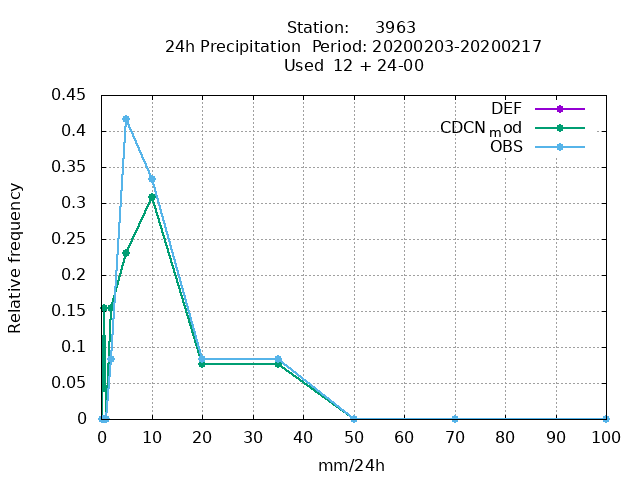 Station: 3963
24h Precipitation Period: 20200203-20200217
Used 12 + 24-00
0.45
0.4
0.35
0.3
0.25
0.2
0.15
0.1
0.05
0
Relative frequency
DEF
CDCNmod
OBS
0 10 20 30 40 50 60 70 80 90 100
mm/24h